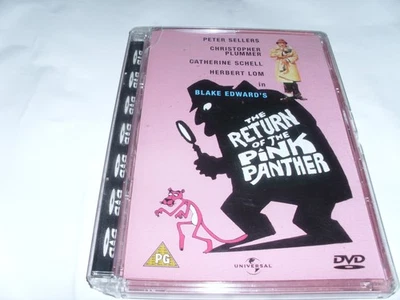 PETER SELLERS
CHRISTOPHER
PLUMMER
CATHERINE SCHELL
HERBERT LOM
in
BLAKE EDWARD'S
THE
RETURN
OF THE
PiNK
PANTHER
PG
UNIVERSAL
DVD